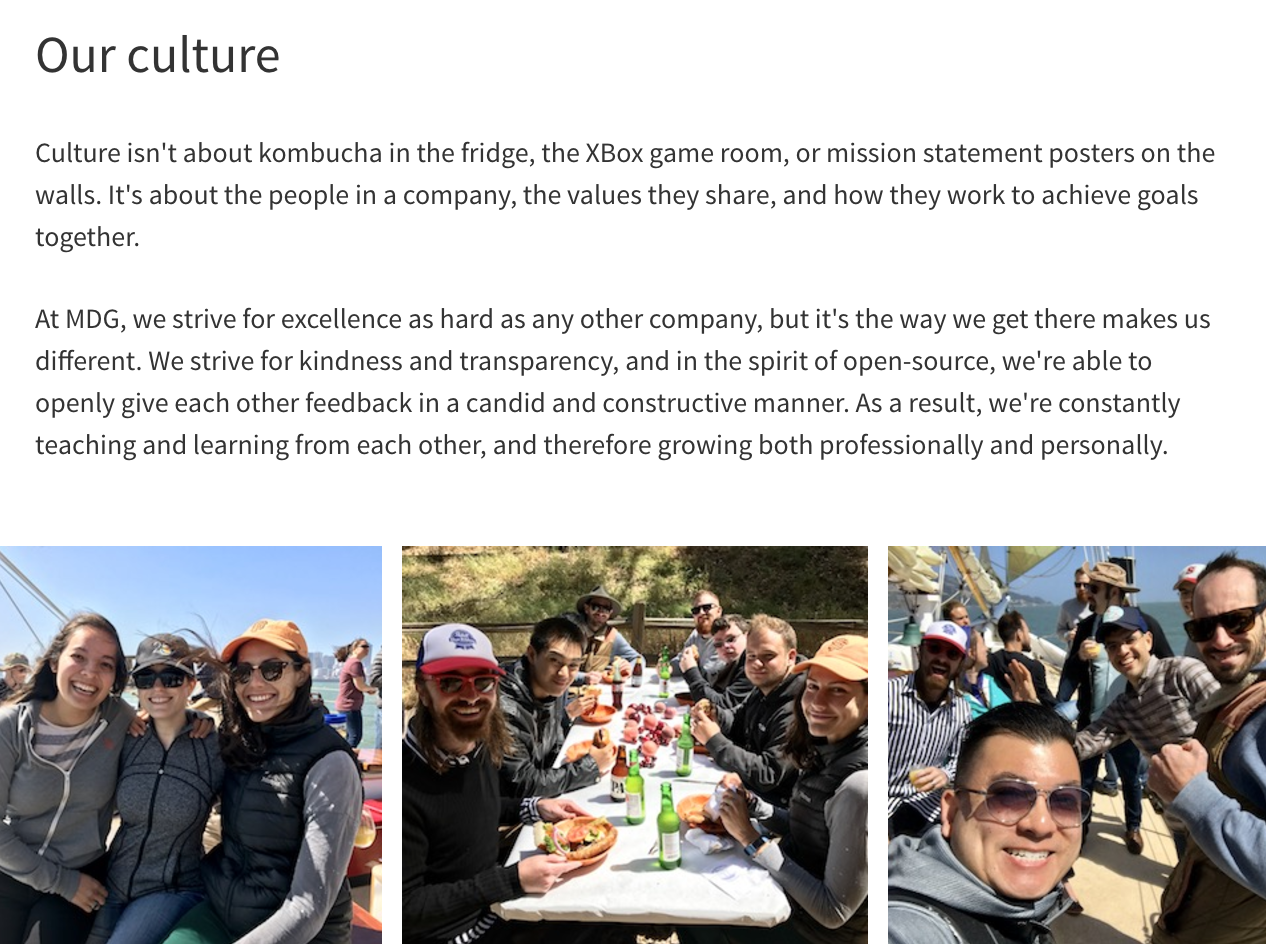 Our culture
Culture isn't about kombucha in the fridge, the XBox game room, or mission statement posters on the
walls. It's about the people in a company, the values they share, and how they work to achieve goals
together.
At MDG, we strive for excellence as hard as any other company, but it's the way we get there makes us
different. We strive for kindness and transparency, and in the spirit of open-source, we're able to
openly give each other feedback in a candid and constructive manner. As a result, we're constantly
teaching and learning from each other, and therefore growing both professionally and personally.